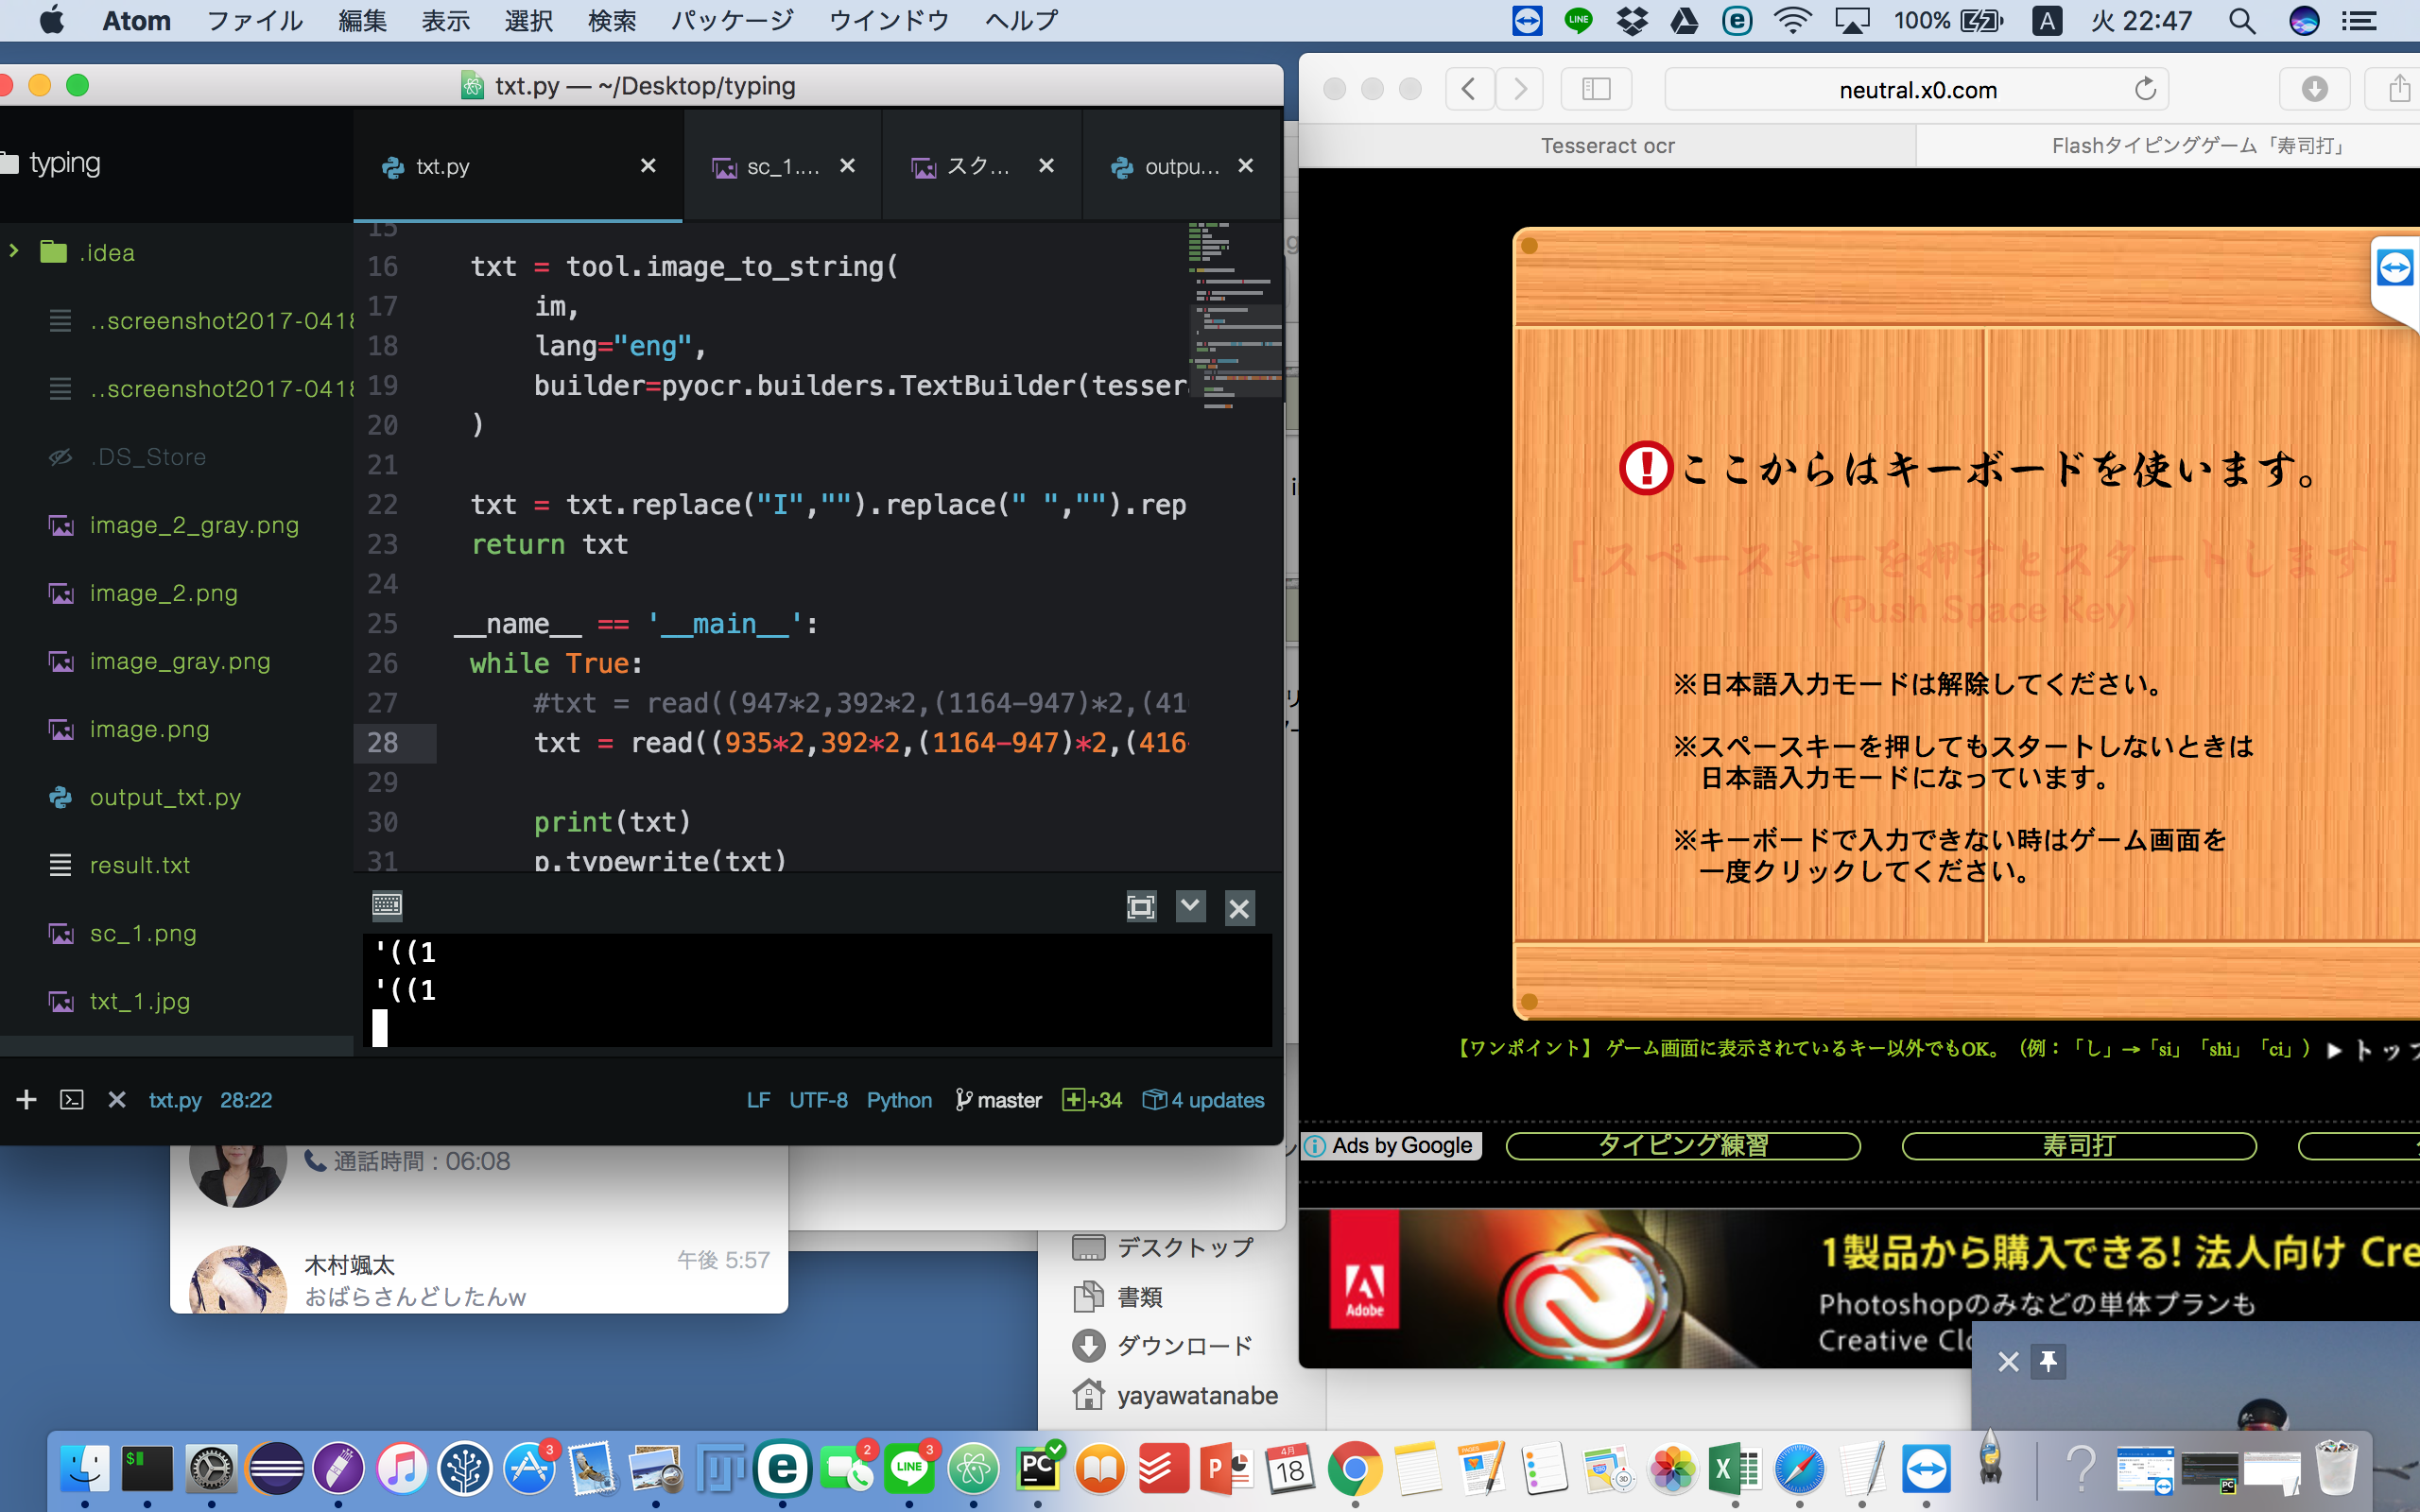 Atom ファイル 編集 表示 選択 検索 パッケージ ウインドウ ヘルプ
LINE 100% A 火 22:47
txt.py — ~/Desktop/typing
typing
txt.py
sc_1....
スク...
outpu...
.idea
..screenshot2017-0418
..screenshot2017-0418
.DS_Store
image_2_gray.png
image_2.png
image_gray.png
image.png
output_txt.py
result.txt
sc_1.png
txt_1.jpg
15
16 txt = tool.image_to_string(
17 im,
18 lang="eng",
19 builder=pyocr.builders.TextBuilder(tesser
20 )
21
22 txt = txt.replace("I","").replace(" ","").rep
23 return txt
24
25 __name__ == '__main__':
26 while True:
27 #txt = read((947*2,392*2,(1164-947)*2,(41
28 txt = read((935*2,392*2,(1164-947)*2,(416
29
30 print(txt)
31 p.typewrite(txt)
'((1
'((1
txt.py 28:22
LF UTF-8 Python master +34 4 updates
neutral.x0.com
Tesseract ocr
Flashタイピングゲーム「寿司打」
ここからはキーボードを使います。
[スペースキーを押すとスタートします]
(Push Space Key)
※日本語入力モードは解除してください。
※スペースキーを押してもスタートしないときは
日本語入力モードになっています。
※キーボードで入力できない時はゲーム画面を
一度クリックしてください。
【ワンポイント】 ゲーム画面に表示されているキー以外でもOK。（例：「し」→「si」「shi」「ci」） ▶トップ
Ads by Google
タイピング練習
寿司打
Adobe
1製品から購入できる! 法人向け Cre
Photoshopのみなどの単体プランも
Creative Clo
通話時間 : 06:08
木村颯太
午後 5:57
おばらさんどしたんw
デスクトップ
書類
ダウンロード
yayawatanabe
3
2
LINE
3
PC
P
4月
18
X
PC